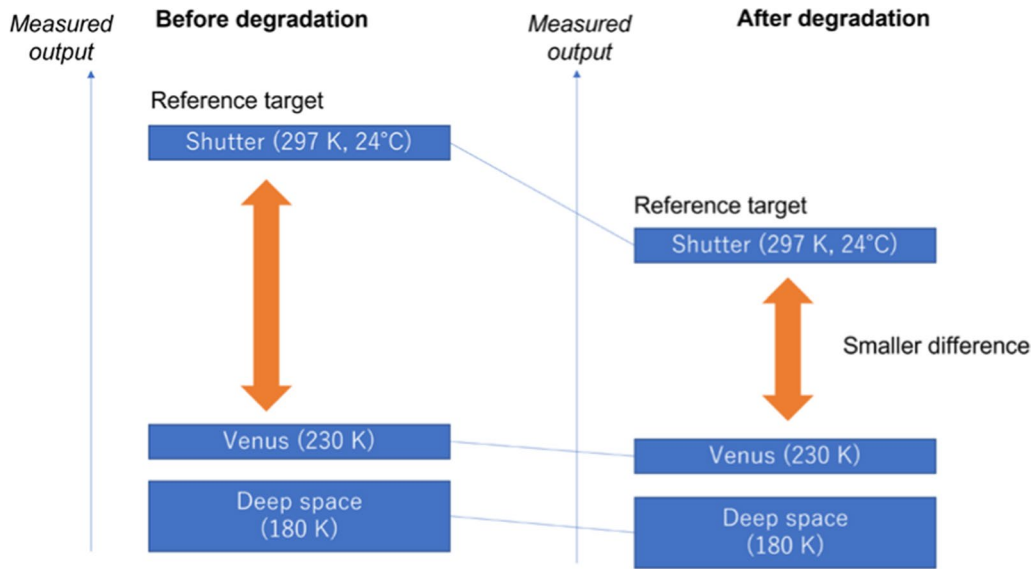 Before degradation
Measured
output
Reference target
Shutter (297 K, 24°C)
Venus (230 K)
Deep space
(180 K)
After degradation
Measured
output
Reference target
Shutter (297 K, 24°C)
Smaller difference
Venus (230 K)
Deep space
(180 K)